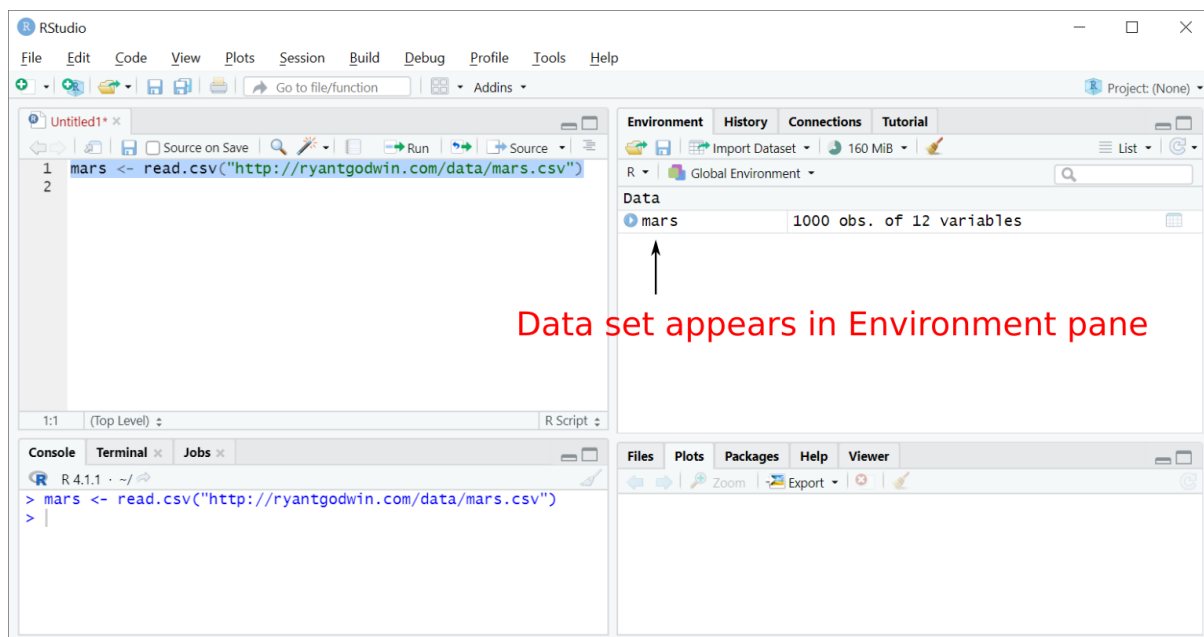 RStudio
File Edit Code View Plots Session Build Debug Profile Tools Help
Go to file/function Addins Project: (None)
Untitled1*
Source on Save Run Source
1 mars <- read.csv("http://ryantgodwin.com/data/mars.csv")
2
1:1 (Top Level) R Script
Environment History Connections Tutorial
Import Dataset 160 MiB List
R Global Environment
Data
mars 1000 obs. of 12 variables
Data set appears in Environment pane
Console Terminal Jobs
R 4.1.1 · ~/
> mars <- read.csv("http://ryantgodwin.com/data/mars.csv")
>
Files Plots Packages Help Viewer
Zoom Export